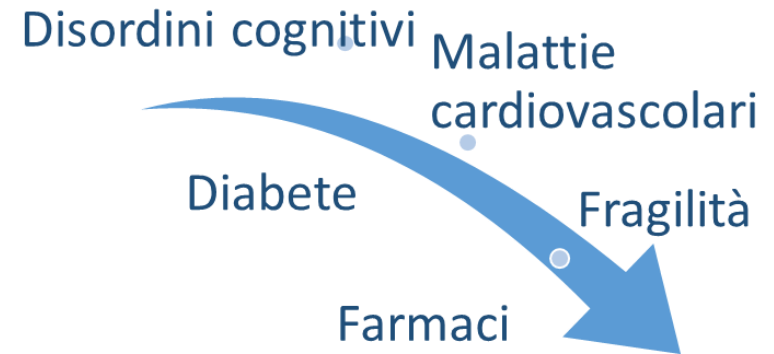 Disordini cognitivi
Malattie
cardiovascolari
Diabete
Fragilità
Farmaci